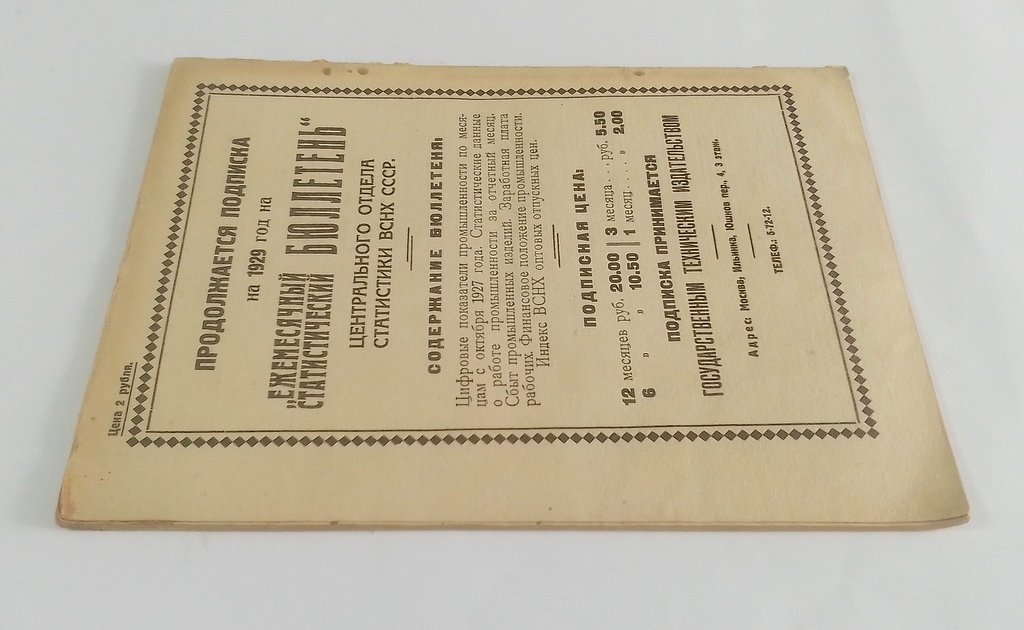 Цена 2 рубля.
ПРОДОЛЖАЕТСЯ ПОДПИСКА
на 1929 год на
„ЕЖЕМЕСЯЧНЫЙ
СТАТИСТИЧЕСКИЙ БЮЛЛЕТЕНЬ“
ЦЕНТРАЛЬНОГО ОТДЕЛА
СТАТИСТИКИ ВСНХ СССР.
СОДЕРЖАНИЕ БЮЛЛЕТЕНЯ:
Цифровые показатели промышленности по меся-
цам с октября 1927 года. Статистические данные
о работе промышленности за отчетный месяц.
Сбыт промышленных изделий. Заработная плата
рабочих. Финансовое положение промышленности.
Индекс ВСНХ оптовых отпускных цен.
ПОДПИСНАЯ ЦЕНА:
12 месяцев руб. 20.00 | 3 месяца . . . руб. 5.50
6 „ „ 10.50 | 1 месяц . . . . . „ 2.00
ПОДПИСКА ПРИНИМАЕТСЯ
ГОСУДАРСТВЕННЫМ ТЕХНИЧЕСКИМ ИЗДАТЕЛЬСТВОМ
Адрес: Москва, Ильинка, Юшков пер., 4, 3 этаж.
ТЕЛЕФ.: 5-72-12.